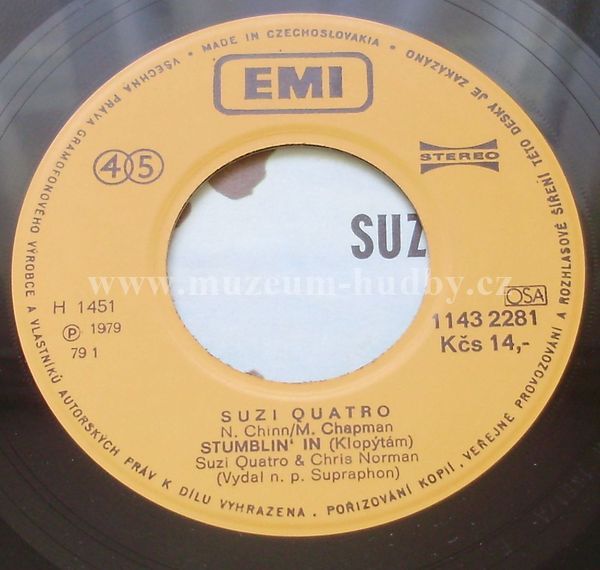 VŠECHNA PRÁVA GRAMOFONOVÉHO VÝROBCE A VLASTNÍKŮ AUTORSKÝCH PRÁV K DÍLU VYHRAZENA. POŘIZOVÁNÍ KOPIÍ, VEŘEJNÉ PROVOZOVÁNÍ A ROZHLASOVÉ ŠÍŘENÍ TÉTO DESKY JE ZAKÁZÁNO • MADE IN CZECHOSLOVAKIA •
EMI
45
STEREO
SUZ
www.muzeum-hudby.cz
H 1451
℗ 1979
79 1
OSA
1143 2281
Kčs 14,-
SUZI QUATRO
N. Chinn/M. Chapman
STUMBLIN' IN (Klopýtám)
Suzi Quatro & Chris Norman
(Vydal n. p. Supraphon)